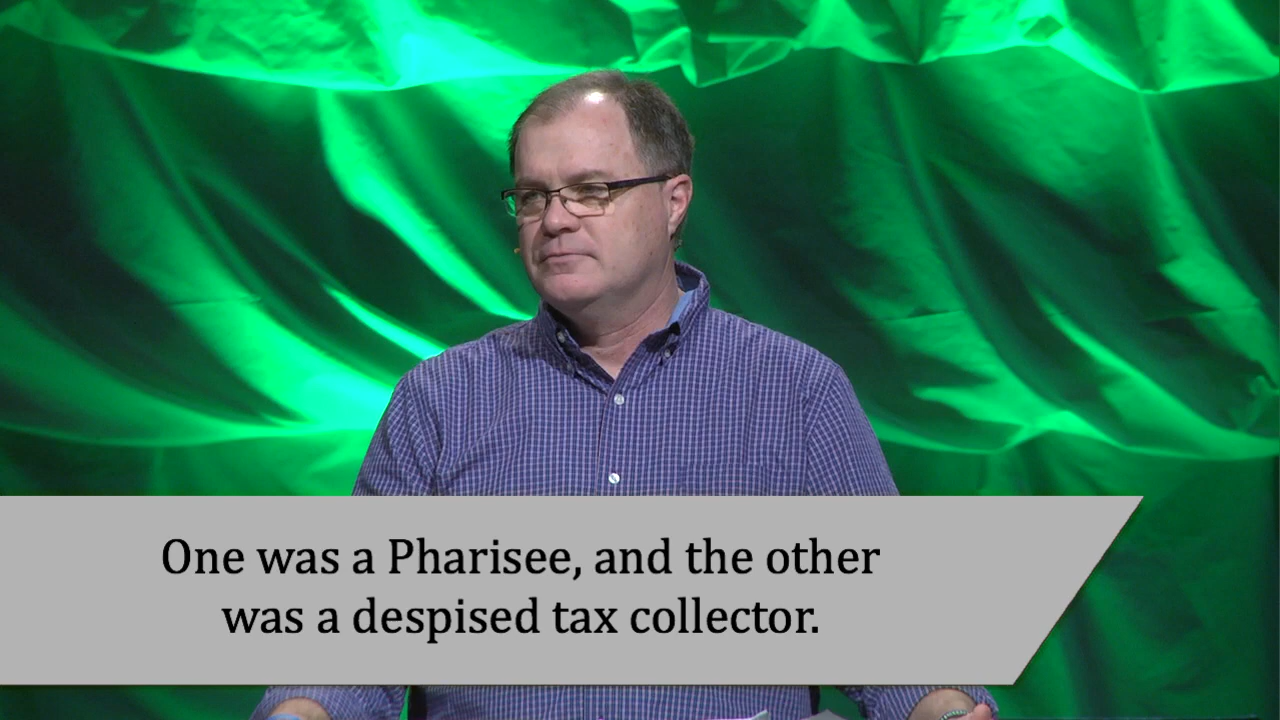 One was a Pharisee, and the other
was a despised tax collector.